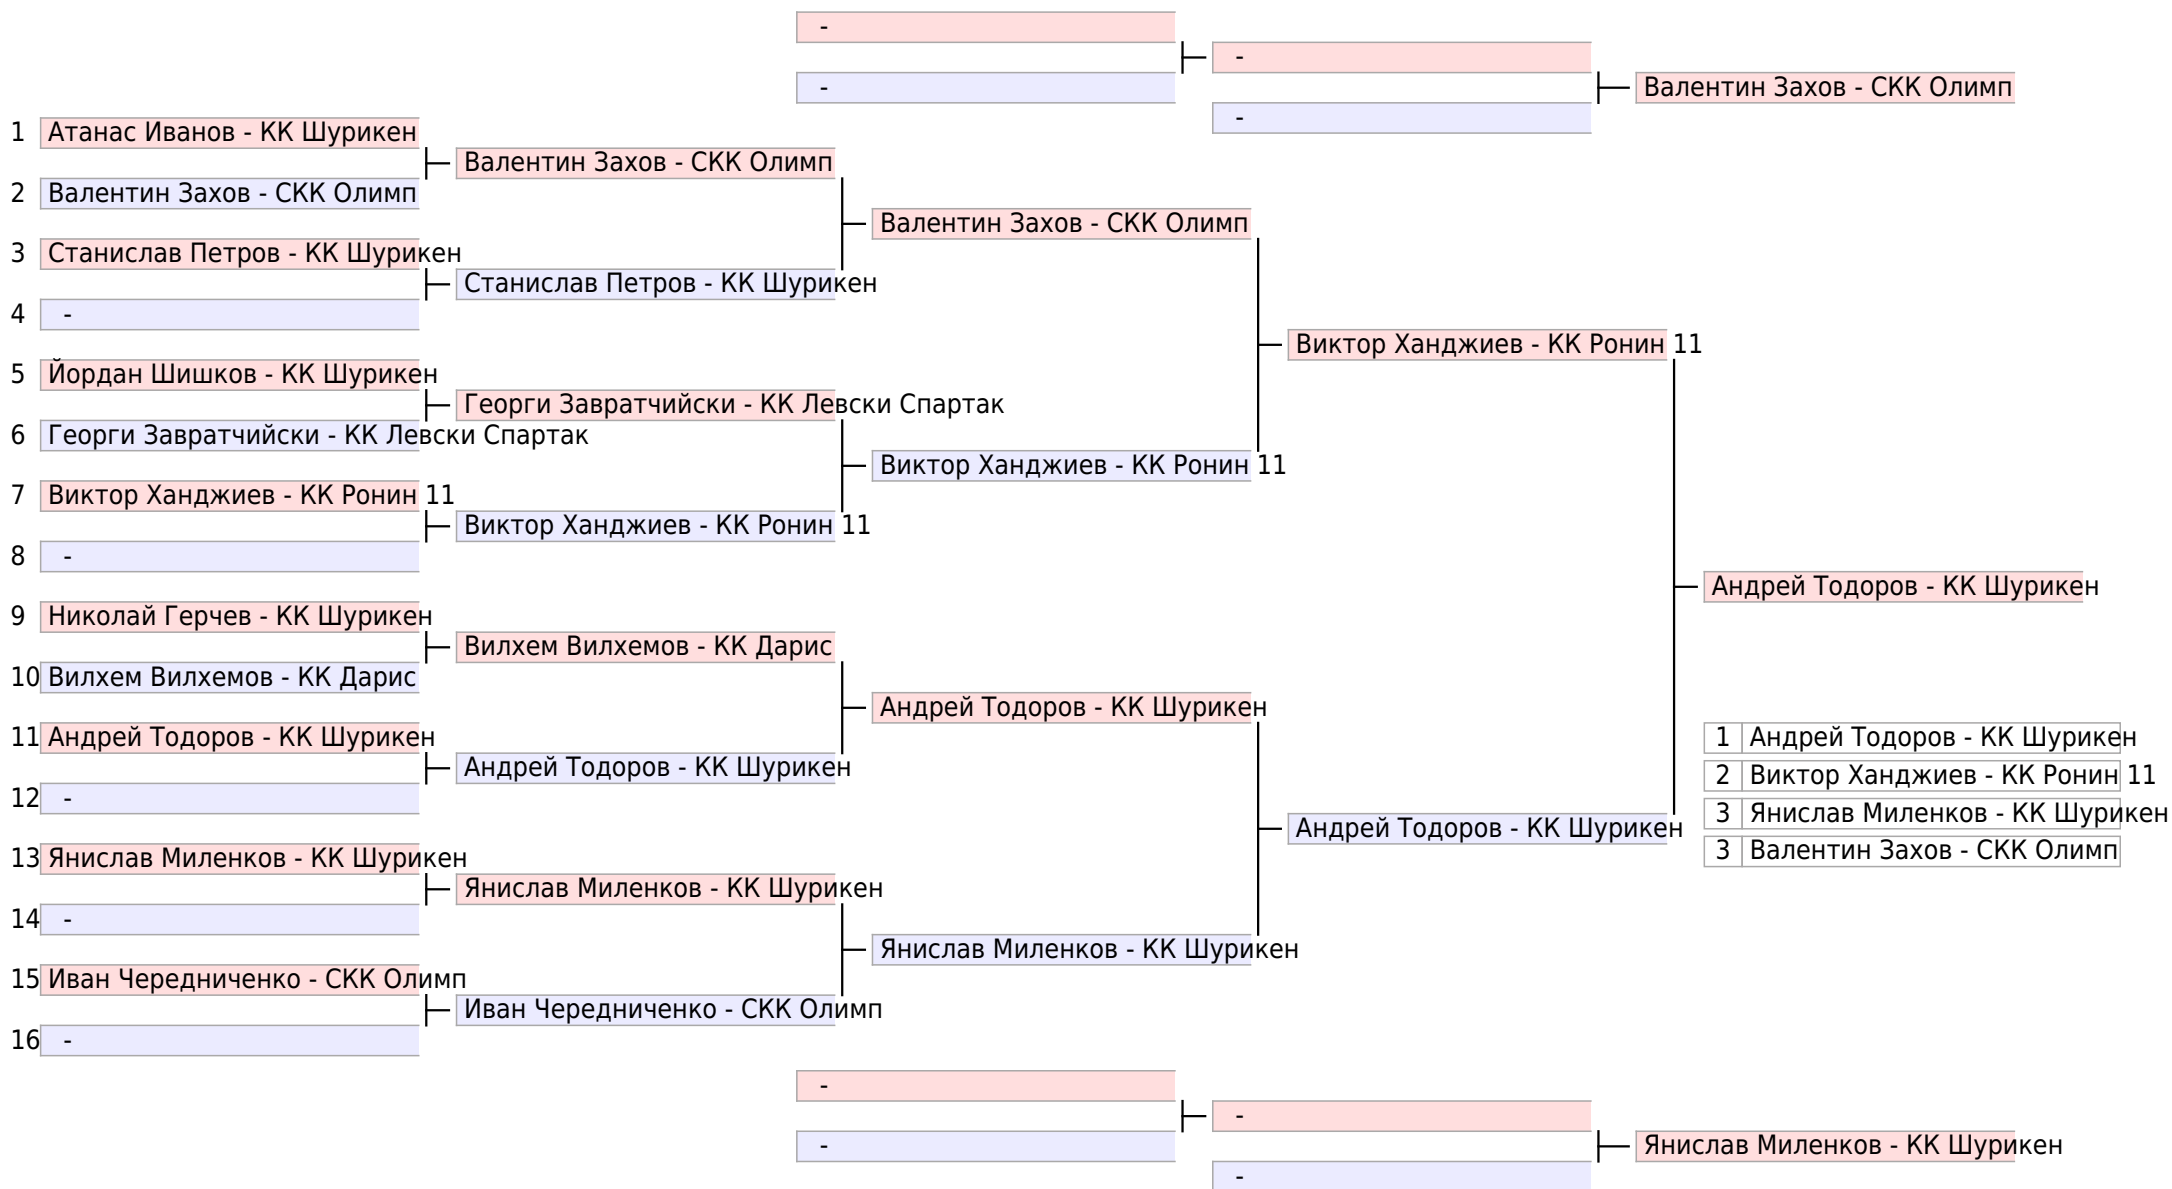 -
-
-
-
Валентин Захов - СКК Олимп
1 Атанас Иванов - КК Шурикен
2 Валентин Захов - СКК Олимп
3 Станислав Петров - КК Шурикен
4 -
5 Йордан Шишков - КК Шурикен
6 Георги Завратчийски - КК Левски Спартак
7 Виктор Ханджиев - КК Ронин 11
8 -
9 Николай Герчев - КК Шурикен
10 Вилхем Вилхемов - КК Дарис
11 Андрей Тодоров - КК Шурикен
12 -
13 Янислав Миленков - КК Шурикен
14 -
15 Иван Чередниченко - СКК Олимп
16 -
Валентин Захов - СКК Олимп
Станислав Петров - КК Шурикен
Георги Завратчийски - КК Левски Спартак
Виктор Ханджиев - КК Ронин 11
Вилхем Вилхемов - КК Дарис
Андрей Тодоров - КК Шурикен
Янислав Миленков - КК Шурикен
Иван Чередниченко - СКК Олимп
Валентин Захов - СКК Олимп
Виктор Ханджиев - КК Ронин 11
Андрей Тодоров - КК Шурикен
Янислав Миленков - КК Шурикен
Виктор Ханджиев - КК Ронин 11
Андрей Тодоров - КК Шурикен
Андрей Тодоров - КК Шурикен
1 Андрей Тодоров - КК Шурикен
2 Виктор Ханджиев - КК Ронин 11
3 Янислав Миленков - КК Шурикен
3 Валентин Захов - СКК Олимп
-
-
-
-
Янислав Миленков - КК Шурикен